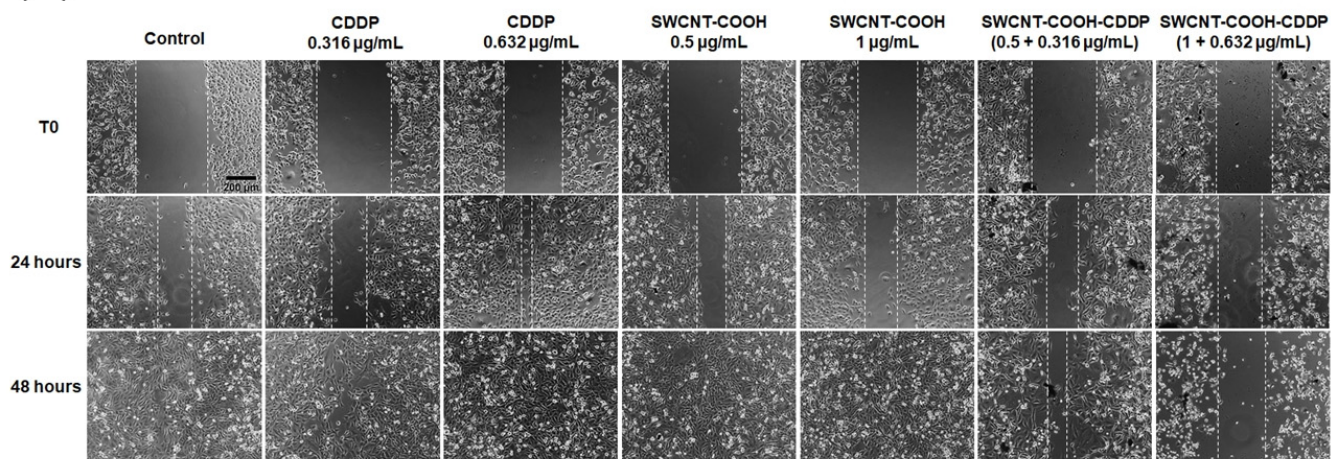 Control
CDDP
0.316 µg/mL
CDDP
0.632 µg/mL
SWCNT-COOH
0.5 µg/mL
SWCNT-COOH
1 µg/mL
SWCNT-COOH-CDDP
(0.5 + 0.316 µg/mL)
SWCNT-COOH-CDDP
(1 + 0.632 µg/mL)
T0
200 µm
24 hours
48 hours